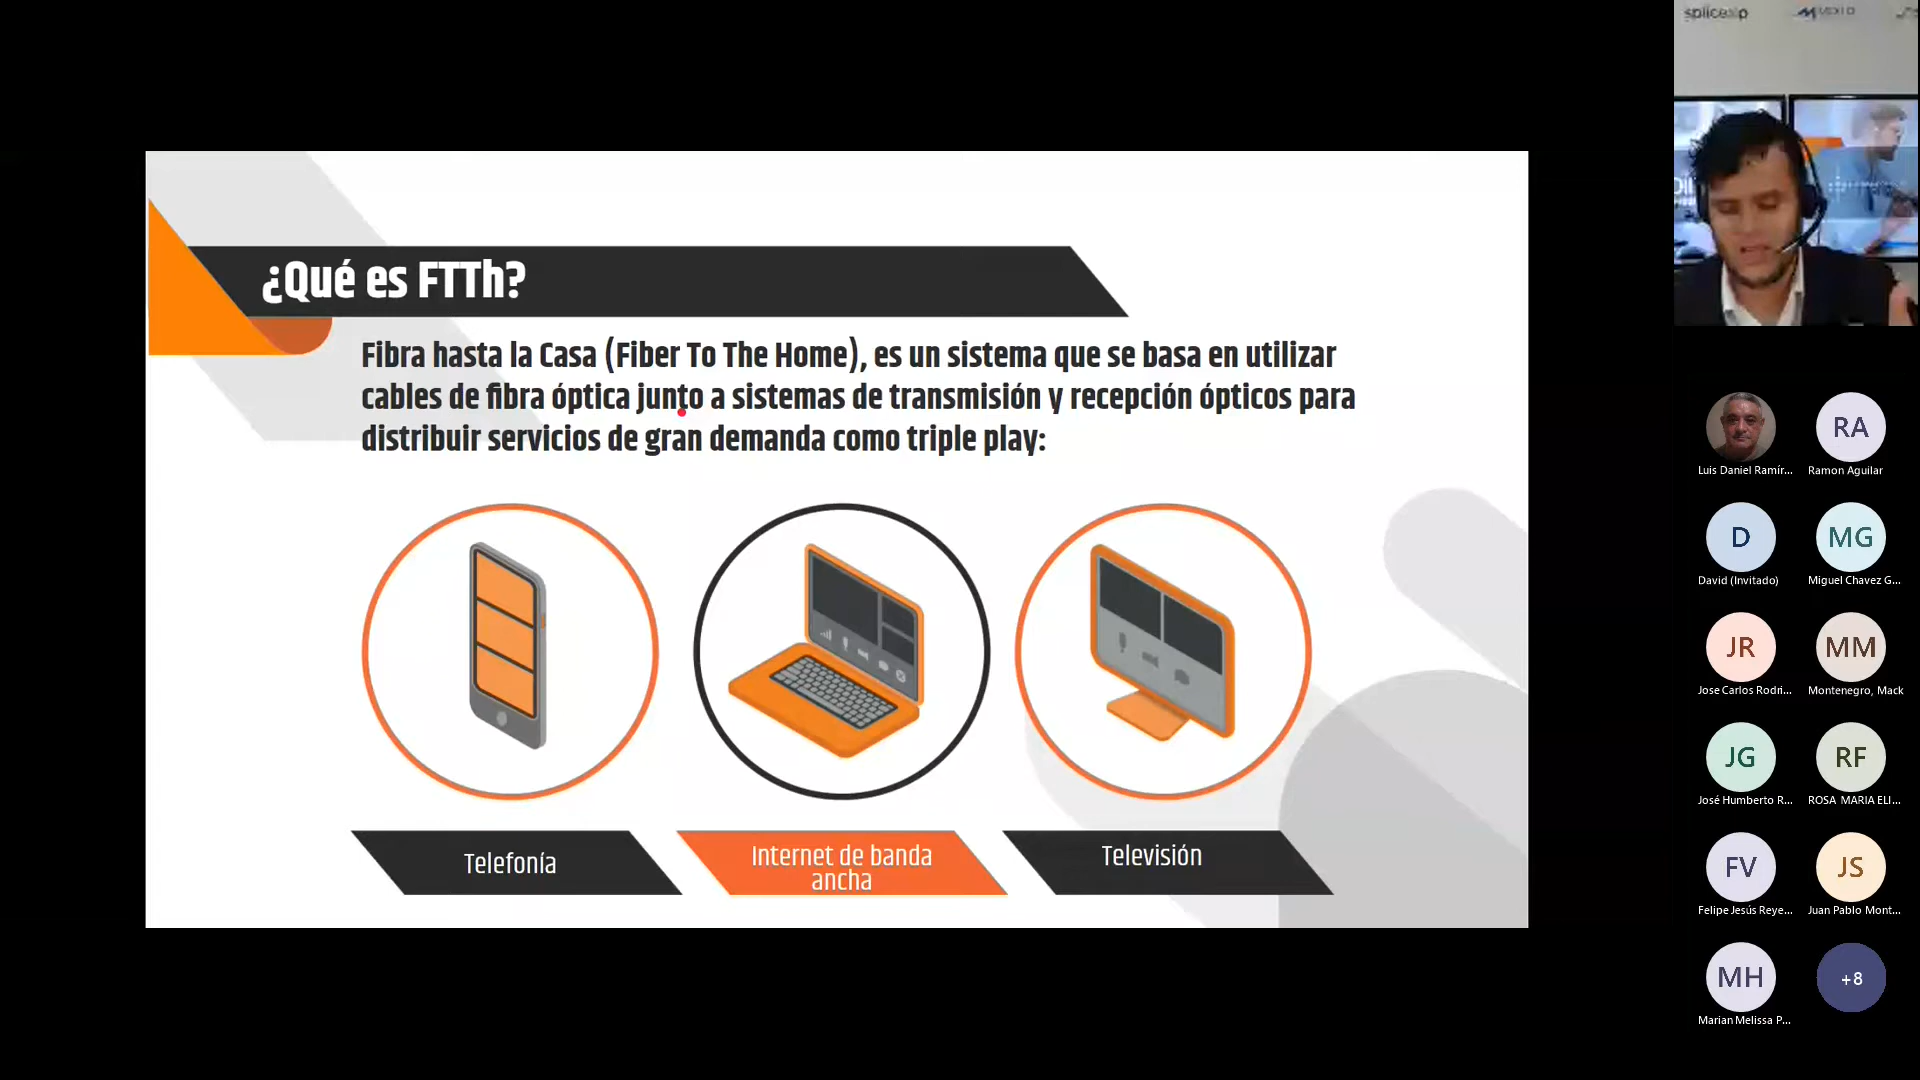 ¿Qué es FTTh?
Fibra hasta la Casa (Fiber To The Home), es un sistema que se basa en utilizar
cables de fibra óptica junto a sistemas de transmisión y recepción ópticos para
distribuir servicios de gran demanda como triple play:
Telefonía
Internet de banda
ancha
Televisión
RA
Luis Daniel Ramír...
Ramon Aguilar
D
MG
David (Invitado)
Miguel Chavez G...
JR
MM
Jose Carlos Rodri...
Montenegro, Mack
JG
RF
José Humberto R...
ROSA MARIA ELI...
FV
JS
Felipe Jesús Reye...
Juan Pablo Mont...
MH
+8
Marian Melissa P...